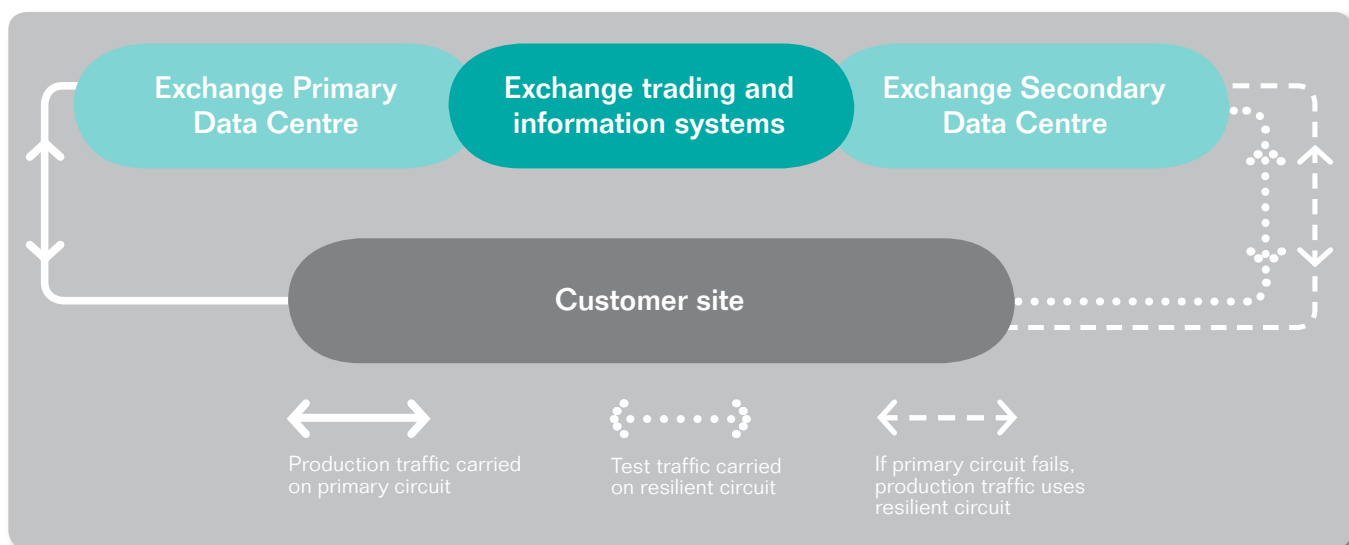 Exchange Primary
Data Centre
Exchange trading and
information systems
Exchange Secondary
Data Centre
Customer site
Production traffic carried
on primary circuit
Test traffic carried
on resilient circuit
If primary circuit fails,
production traffic uses
resilient circuit